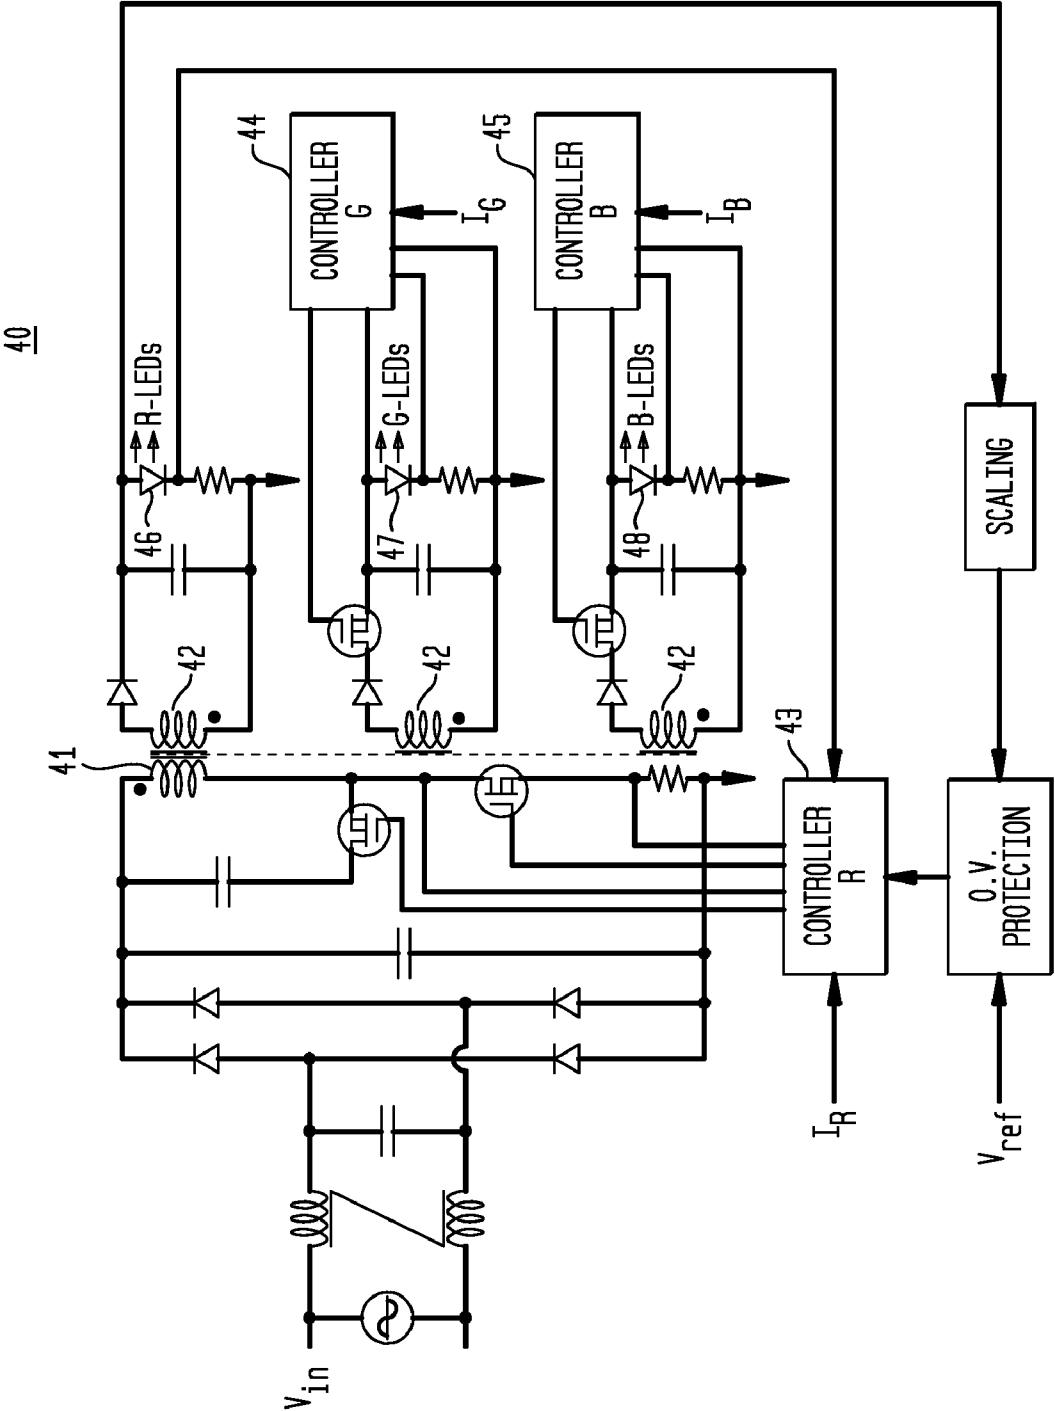 40
V_in
41
42
46
R-LEDs
44
CONTROLLER
G
I_G
47
G-LEDs
42
45
CONTROLLER
B
I_B
48
B-LEDs
42
43
CONTROLLER
R
I_R
SCALING
O.V.
PROTECTION
V_ref